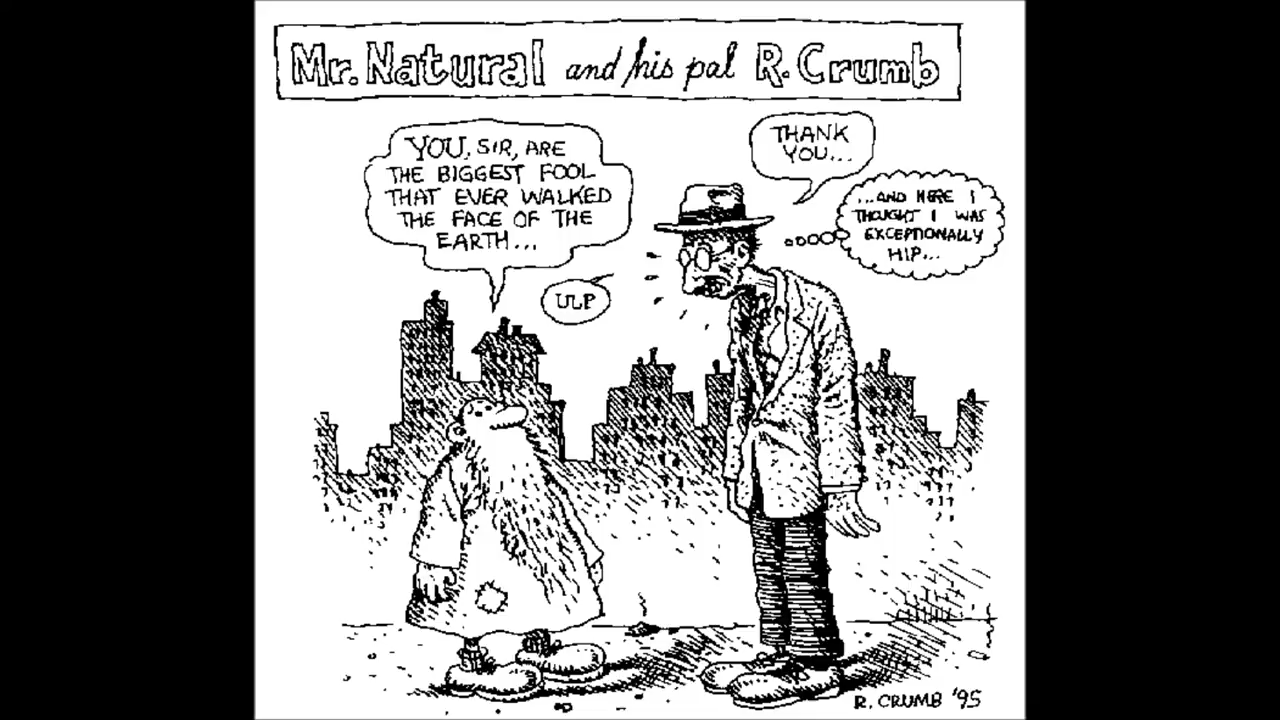 Mr. Natural and his pal R. Crumb
YOU, SIR, ARE
THE BIGGEST FOOL
THAT EVER WALKED
THE FACE OF THE
EARTH...
THANK
YOU...
...AND HERE I
THOUGHT I WAS
EXCEPTIONALLY
HIP...
ULP
R. CRUMB '95